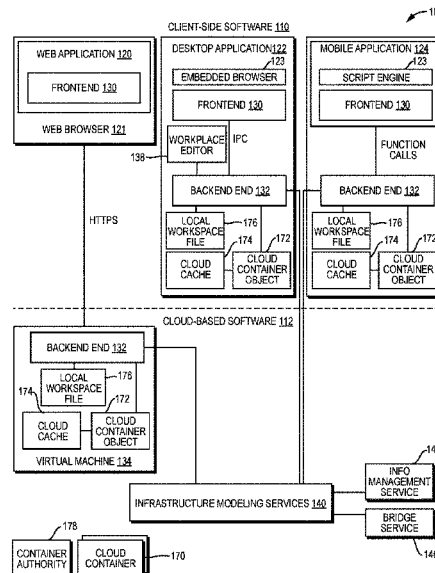 CLIENT-SIDE SOFTWARE 110
WEB APPLICATION 120
FRONTEND 130
WEB BROWSER 121
DESKTOP APPLICATION 122
123
EMBEDDED BROWSER
FRONTEND 130
WORKPLACE
EDITOR
138
IPC
BACKEND END 132
LOCAL
WORKSPACE
FILE
176
174
172
CLOUD
CACHE
CLOUD
CONTAINER
OBJECT
MOBILE APPLICATION 124
123
SCRIPT ENGINE
FRONTEND 130
FUNCTION
CALLS
BACKEND END 132
LOCAL
WORKSPACE
FILE
176
174
172
CLOUD
CACHE
CLOUD
CONTAINER
OBJECT
HTTPS
CLOUD-BASED SOFTWARE 112
BACKEND END 132
LOCAL
WORKSPACE
FILE
176
174
172
CLOUD
CACHE
CLOUD
CONTAINER
OBJECT
VIRTUAL MACHINE 134
INFRASTRUCTURE MODELING SERVICES 140
INFO
MANAGEMENT
SERVICE
BRIDGE
SERVICE
178
CONTAINER
AUTHORITY
CLOUD
CONTAINER
170